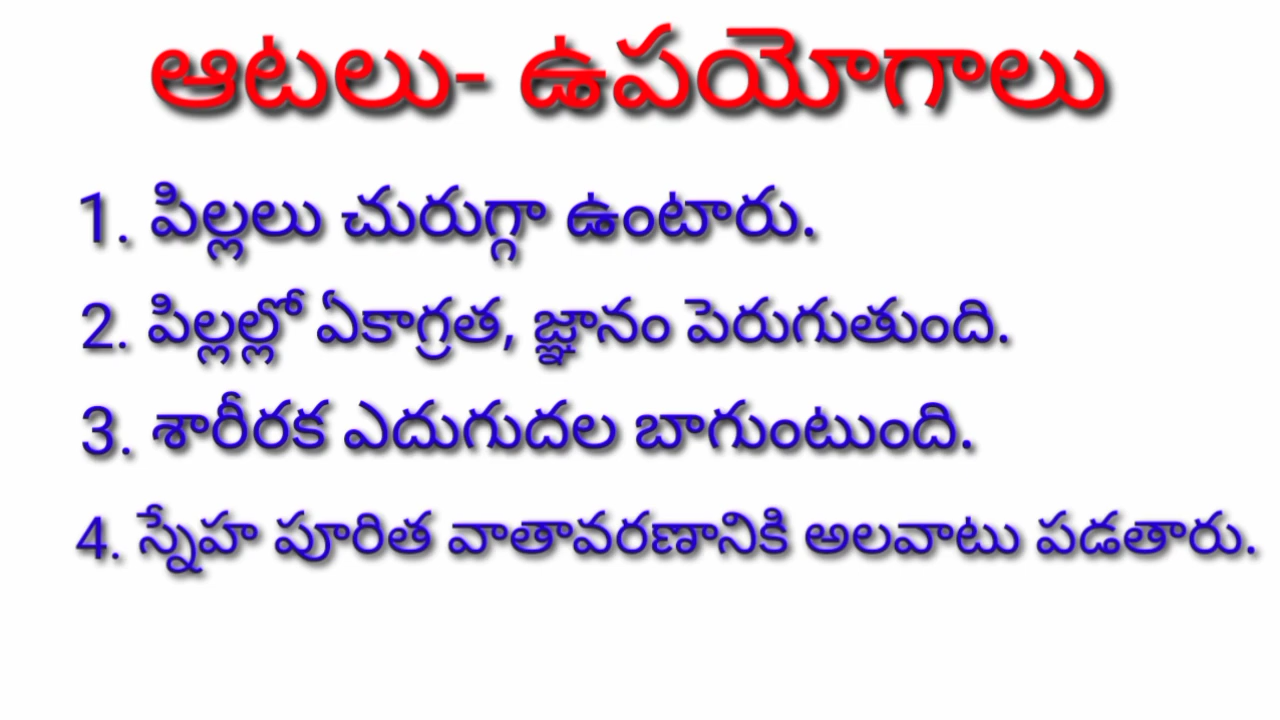 ఆటలు- ఉపయోగాలు
1. పిల్లలు చురుగ్గా ఉంటారు.
2. పిల్లల్లో ఏకాగ్రత, జ్ఞానం పెరుగుతుంది.
3. శారీరక ఎదుగుదల బాగుంటుంది.
4. స్నేహ పూరిత వాతావరణానికి అలవాటు పడతారు.